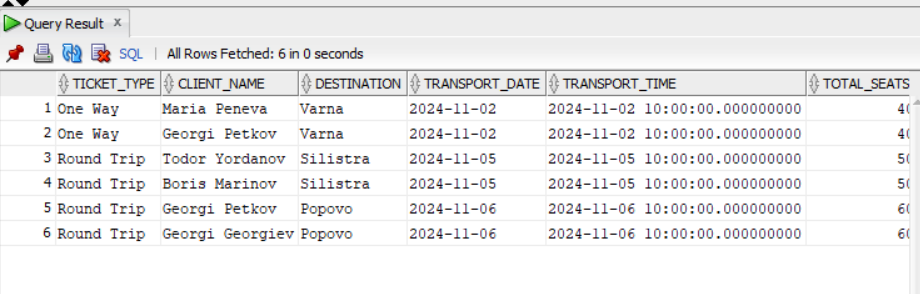 Query Result x
SQL | All Rows Fetched: 6 in 0 seconds
TICKET_TYPE CLIENT_NAME DESTINATION TRANSPORT_DATE TRANSPORT_TIME TOTAL_SEATS
1 One Way Maria Peneva Varna 2024-11-02 2024-11-02 10:00:00.000000000 40
2 One Way Georgi Petkov Varna 2024-11-02 2024-11-02 10:00:00.000000000 40
3 Round Trip Todor Yordanov Silistra 2024-11-05 2024-11-05 10:00:00.000000000 50
4 Round Trip Boris Marinov Silistra 2024-11-05 2024-11-05 10:00:00.000000000 50
5 Round Trip Georgi Petkov Popovo 2024-11-06 2024-11-06 10:00:00.000000000 60
6 Round Trip Georgi Georgiev Popovo 2024-11-06 2024-11-06 10:00:00.000000000 60